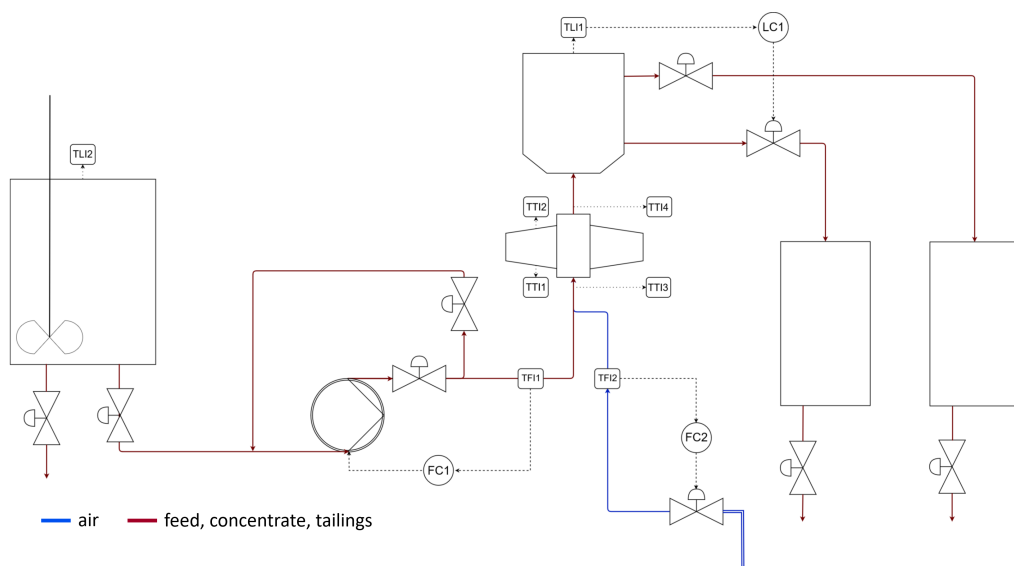 TLI1
LC1
TLI2
TTI2
TTI4
TTI1
TTI3
TFI1
TFI2
FC2
FC1
air
feed, concentrate, tailings